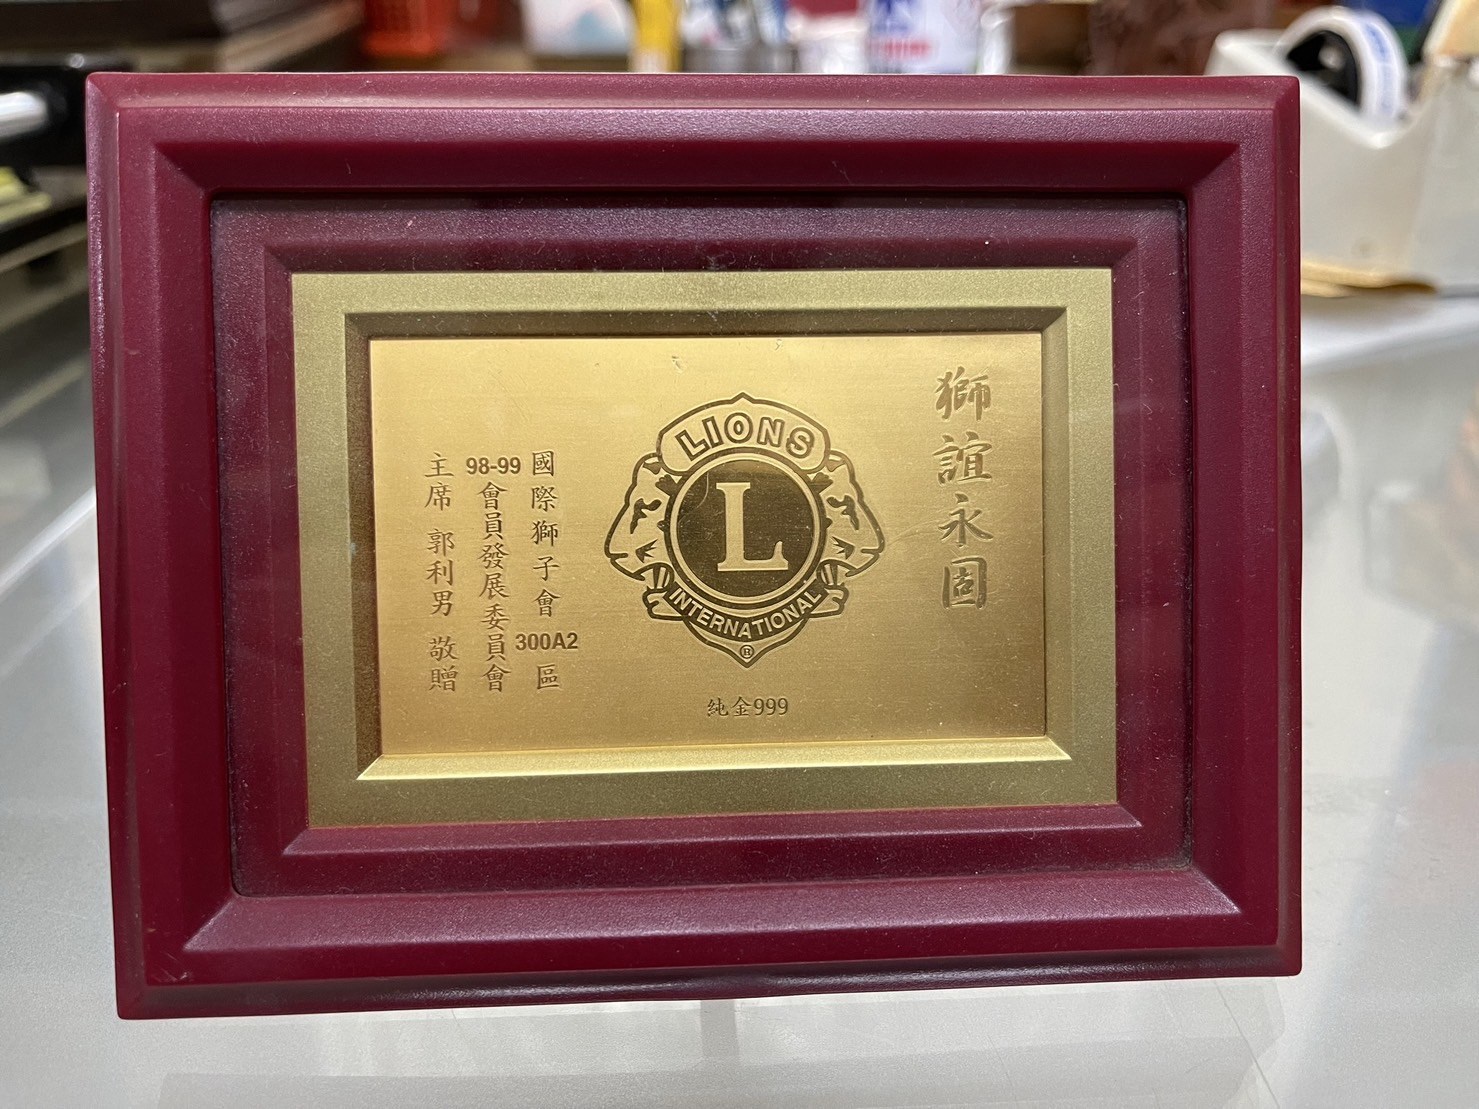 獅誼永固
LIONS
L
INTERNATIONAL
®
純金999
國際獅子會300A2區
98-99會員發展委員會
主席 郭利男 敬贈